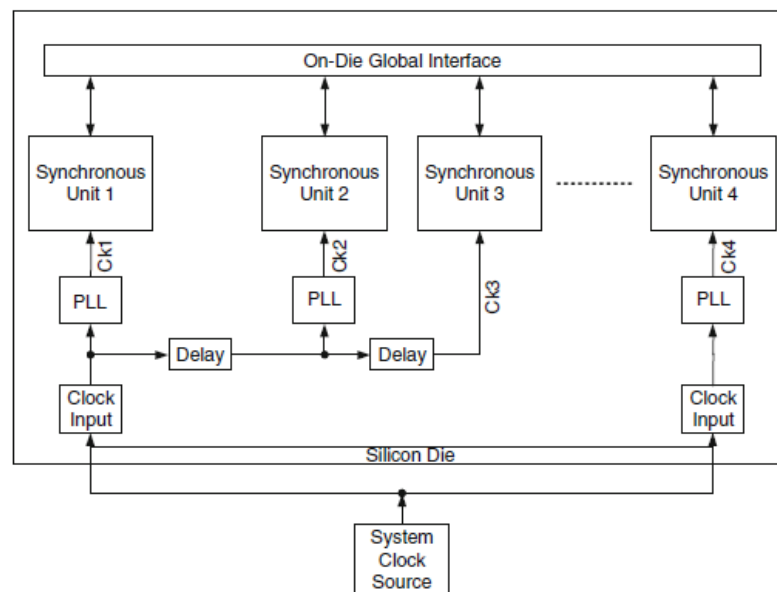 On-Die Global Interface
Synchronous
Unit 1
Synchronous
Unit 2
Synchronous
Unit 3
Synchronous
Unit 4
Ck1
Ck2
Ck3
Ck4
PLL
PLL
PLL
Delay
Delay
Clock
Input
Clock
Input
Silicon Die
System
Clock
Source